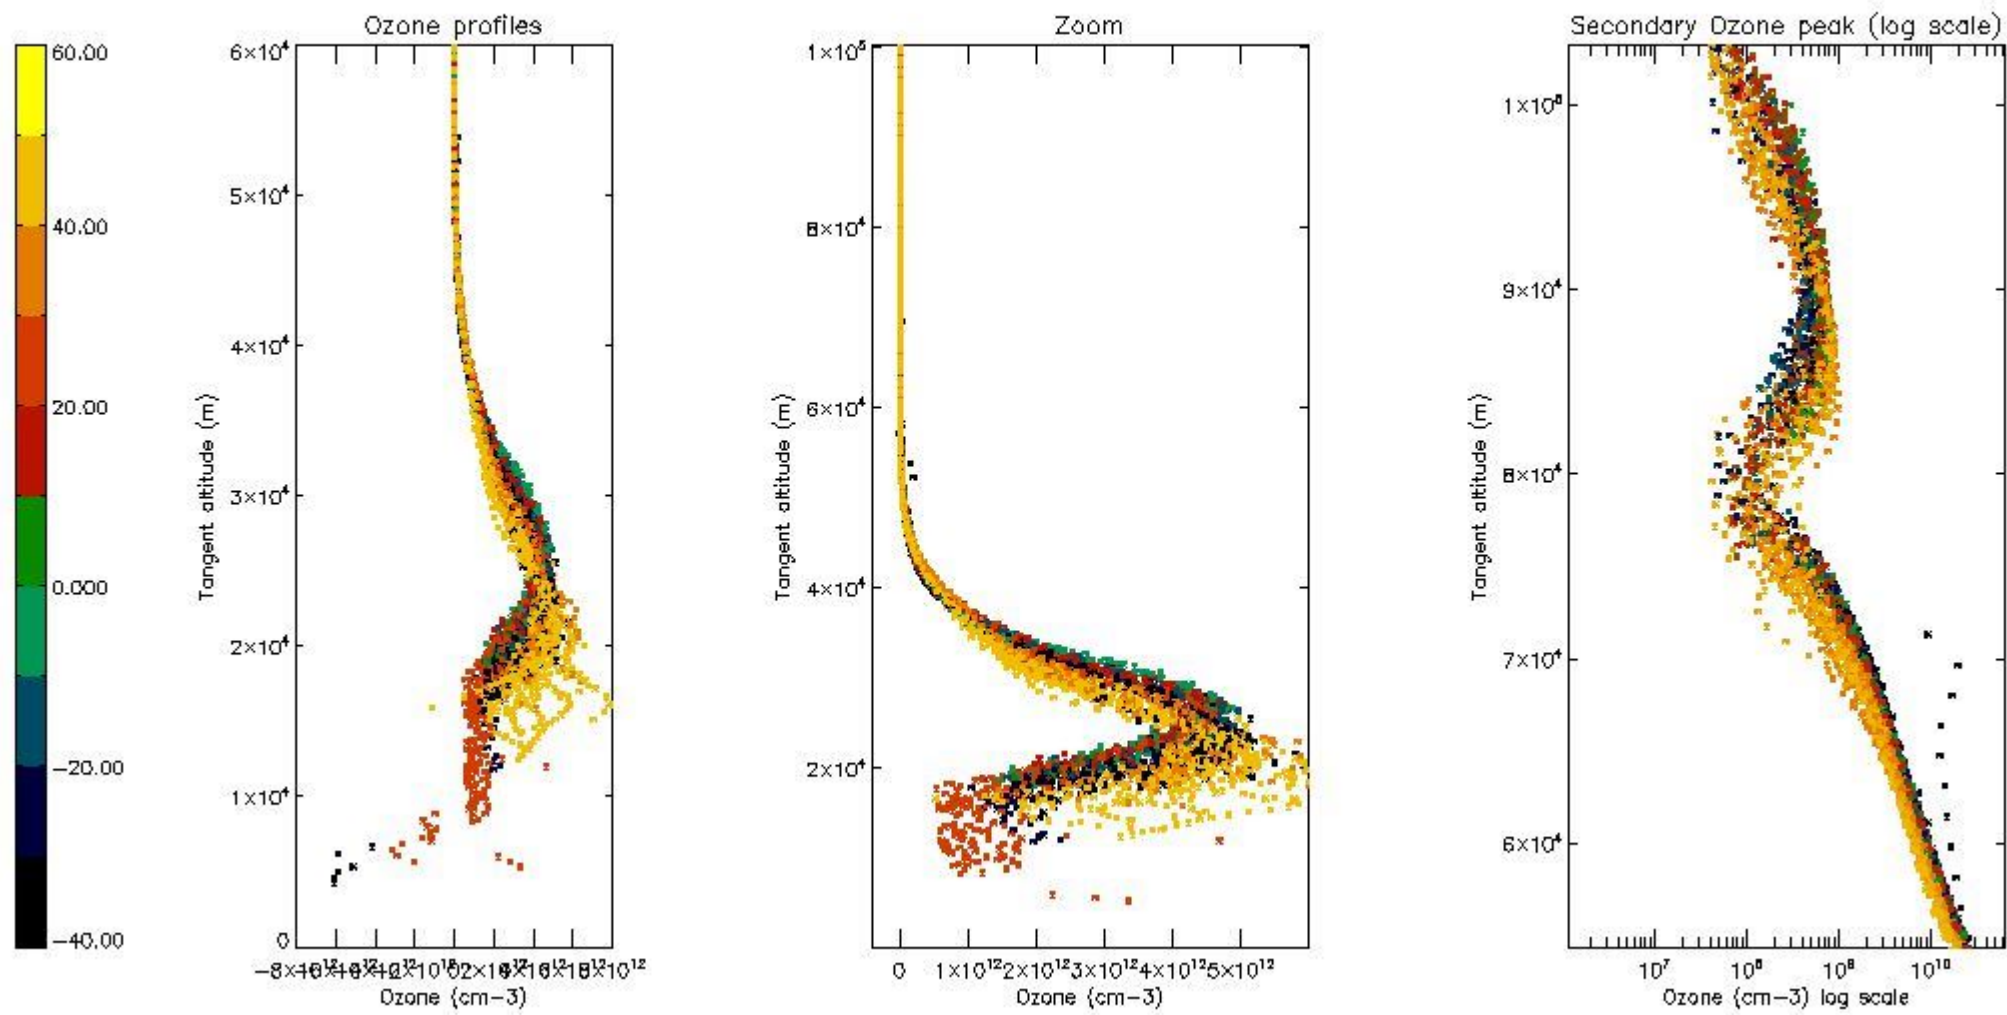 Ozone profiles
Zoom
Secondary Ozone peak (log scale)
60.00
40.00
20.00
0.000
−20.00
−40.00
6×10⁴
5×10⁴
4×10⁴
3×10⁴
2×10⁴
1×10⁴
0
Tangent altitude (m)
Ozone (cm−3)
1×10⁵
8×10⁴
6×10⁴
4×10⁴
2×10⁴
Tangent altitude (m)
0 1×10¹² 2×10¹² 3×10¹² 4×10¹² 5×10¹²
Ozone (cm−3)
1×10⁵
9×10⁴
8×10⁴
7×10⁴
6×10⁴
Tangent altitude (m)
10⁷ 10⁸ 10⁹ 10¹⁰
Ozone (cm−3) log scale